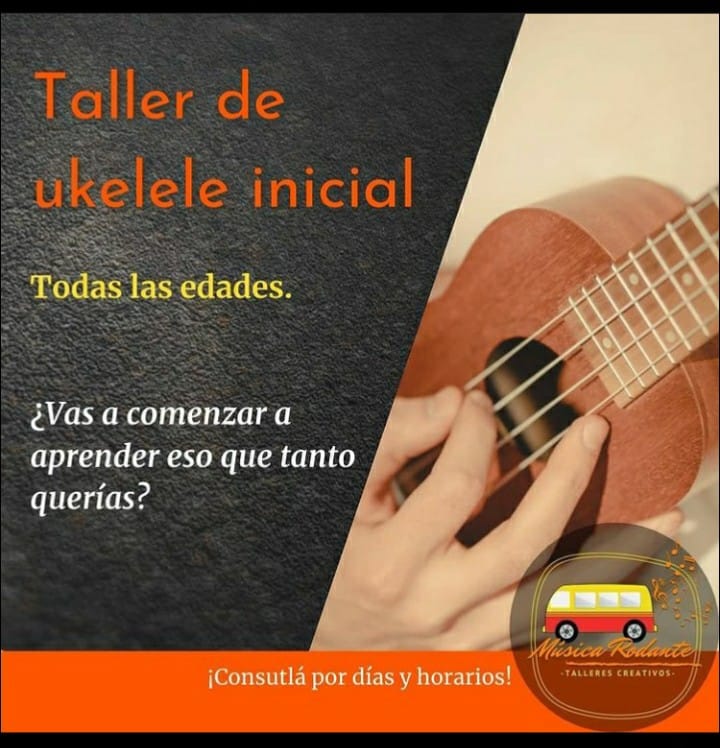 Taller de
ukelele inicial
Todas las edades.
¿Vas a comenzar a
aprender eso que tanto
querías?
Música Rodante
-TALLERES CREATIVOS-
¡Consutlá por días y horarios!